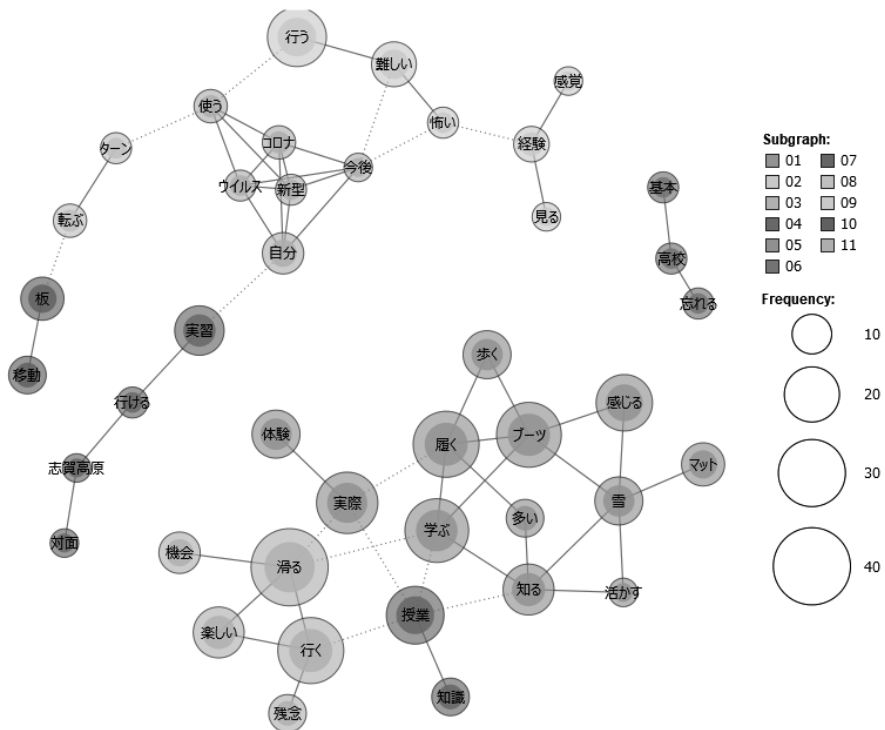 行う
難しい
感覚
使う
怖い
経験
ターン
コロナ
今後
ウイルス
新型
見る
転ぶ
自分
基本
高校
忘れる
板
実習
移動
行ける
歩く
感じる
体験
履く
ブーツ
マット
志賀高原
実際
雪
多い
学ぶ
対面
機会
滑る
知る
活かす
授業
楽しい
行く
知識
残念
Subgraph:
01 07
02 08
03 09
04 10
05 11
06
Frequency:
10
20
30
40